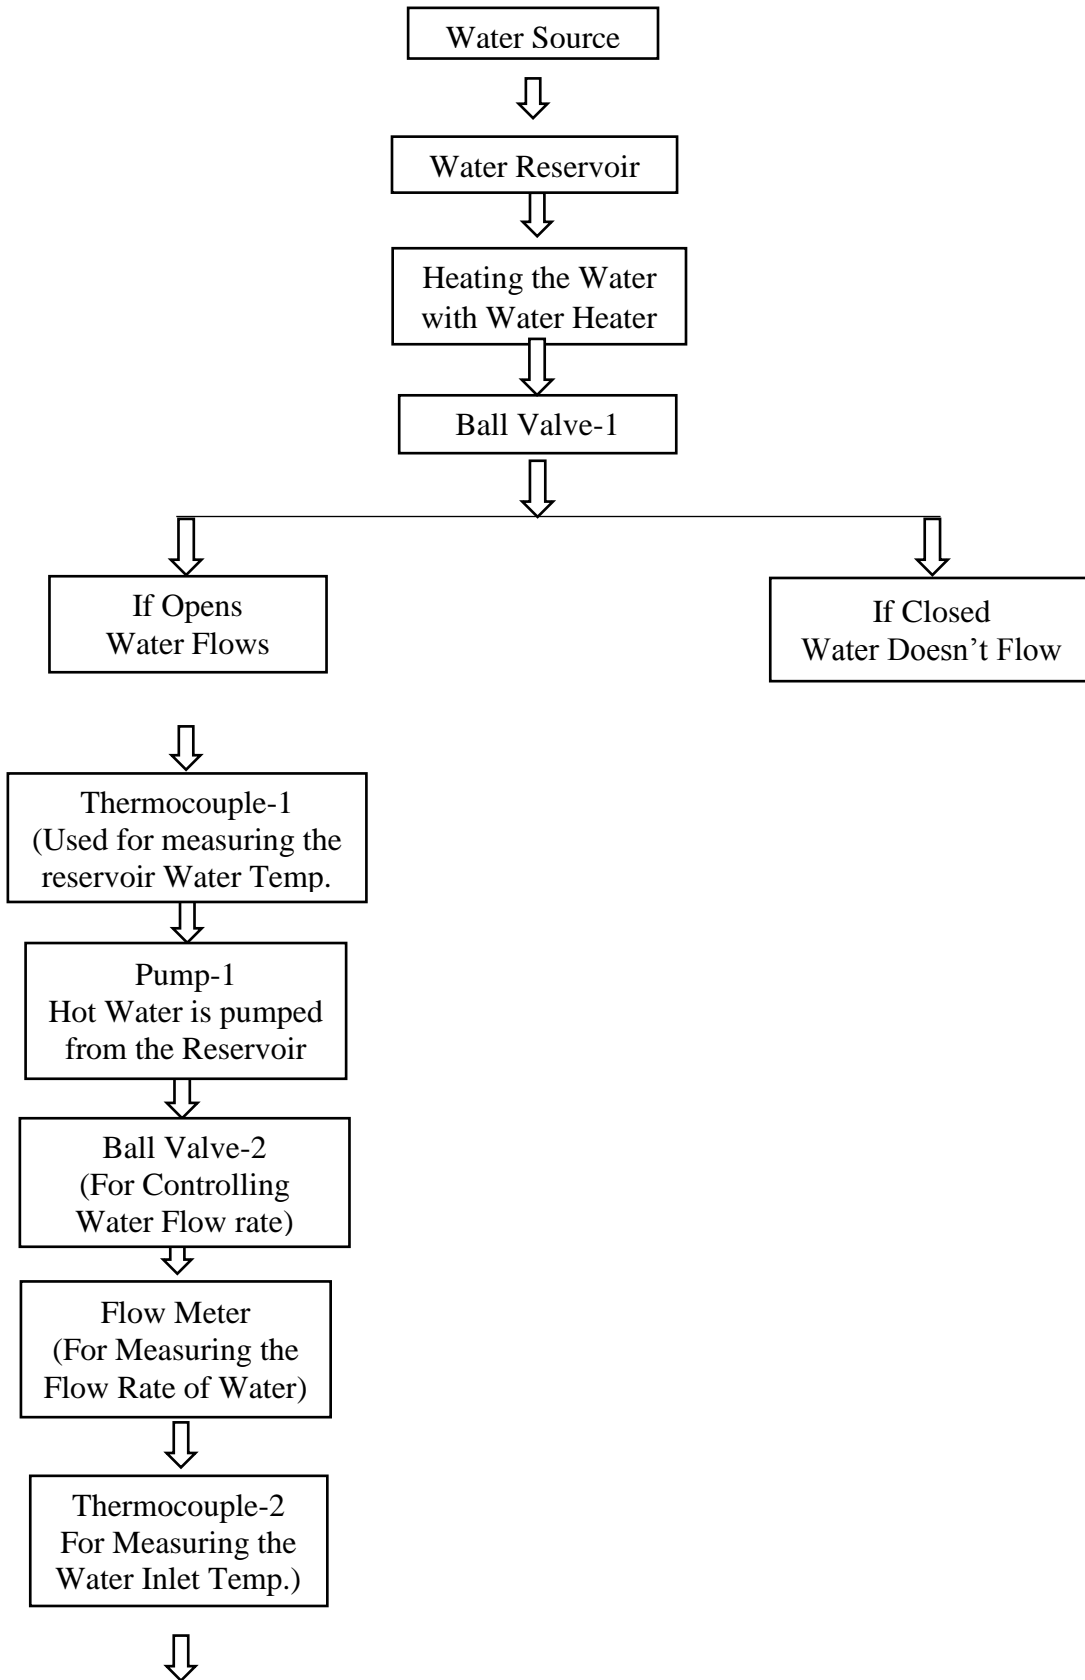 Water Source
Water Reservoir
Heating the Water
with Water Heater
Ball Valve-1
If Opens
Water Flows
If Closed
Water Doesn’t Flow
Thermocouple-1
(Used for measuring the
reservoir Water Temp.
Pump-1
Hot Water is pumped
from the Reservoir
Ball Valve-2
(For Controlling
Water Flow rate)
Flow Meter
(For Measuring the
Flow Rate of Water)
Thermocouple-2
For Measuring the
Water Inlet Temp.)